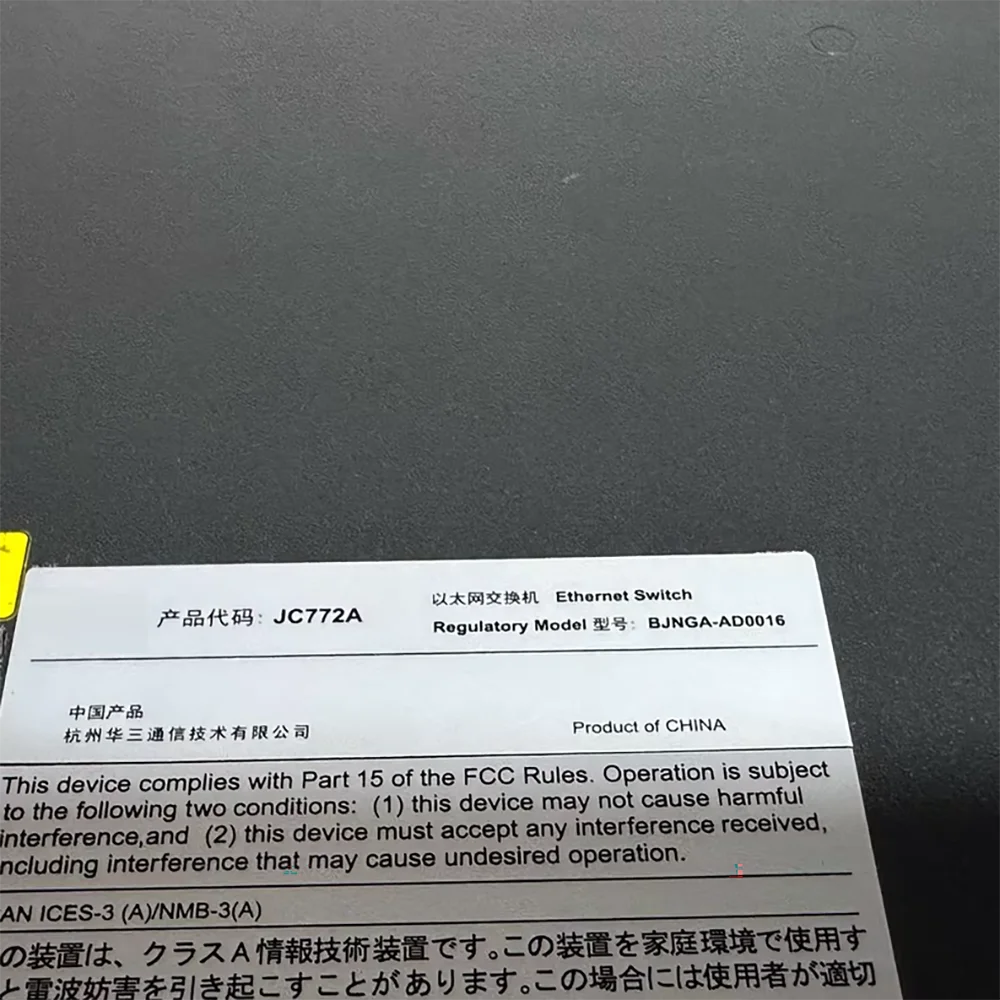 产品代码: JC772A
以太网交换机 Ethernet Switch
Regulatory Model 型号: BJNGA-AD0016
中国产品
杭州华三通信技术有限公司
Product of CHINA
This device complies with Part 15 of the FCC Rules. Operation is subject
to the following two conditions: (1) this device may not cause harmful
interference,and (2) this device must accept any interference received,
ncluding interference that may cause undesired operation.
AN ICES-3 (A)/NMB-3(A)
の装置は、クラスA情報技術装置です。この装置を家庭環境で使用す
と電波妨害を引き起こすことがあります。この場合には使用者が適切